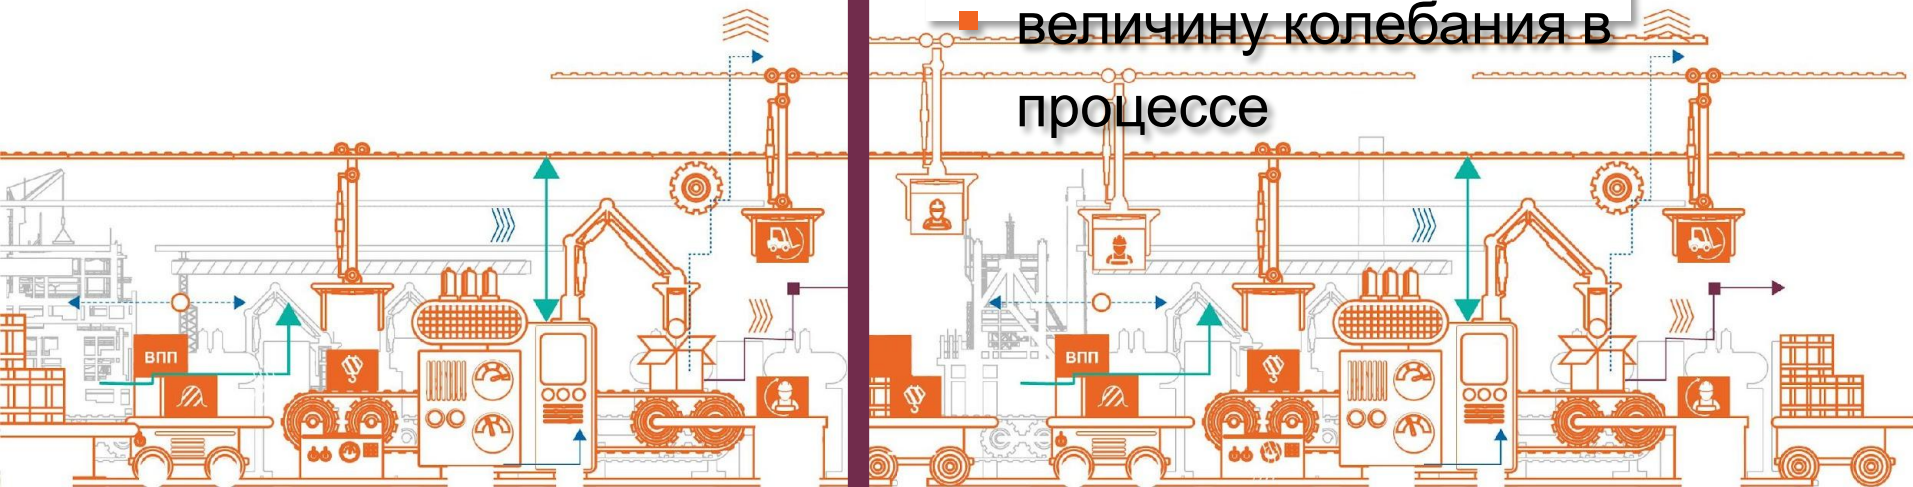 величину колебания в
процессе
ВПП
ВПП